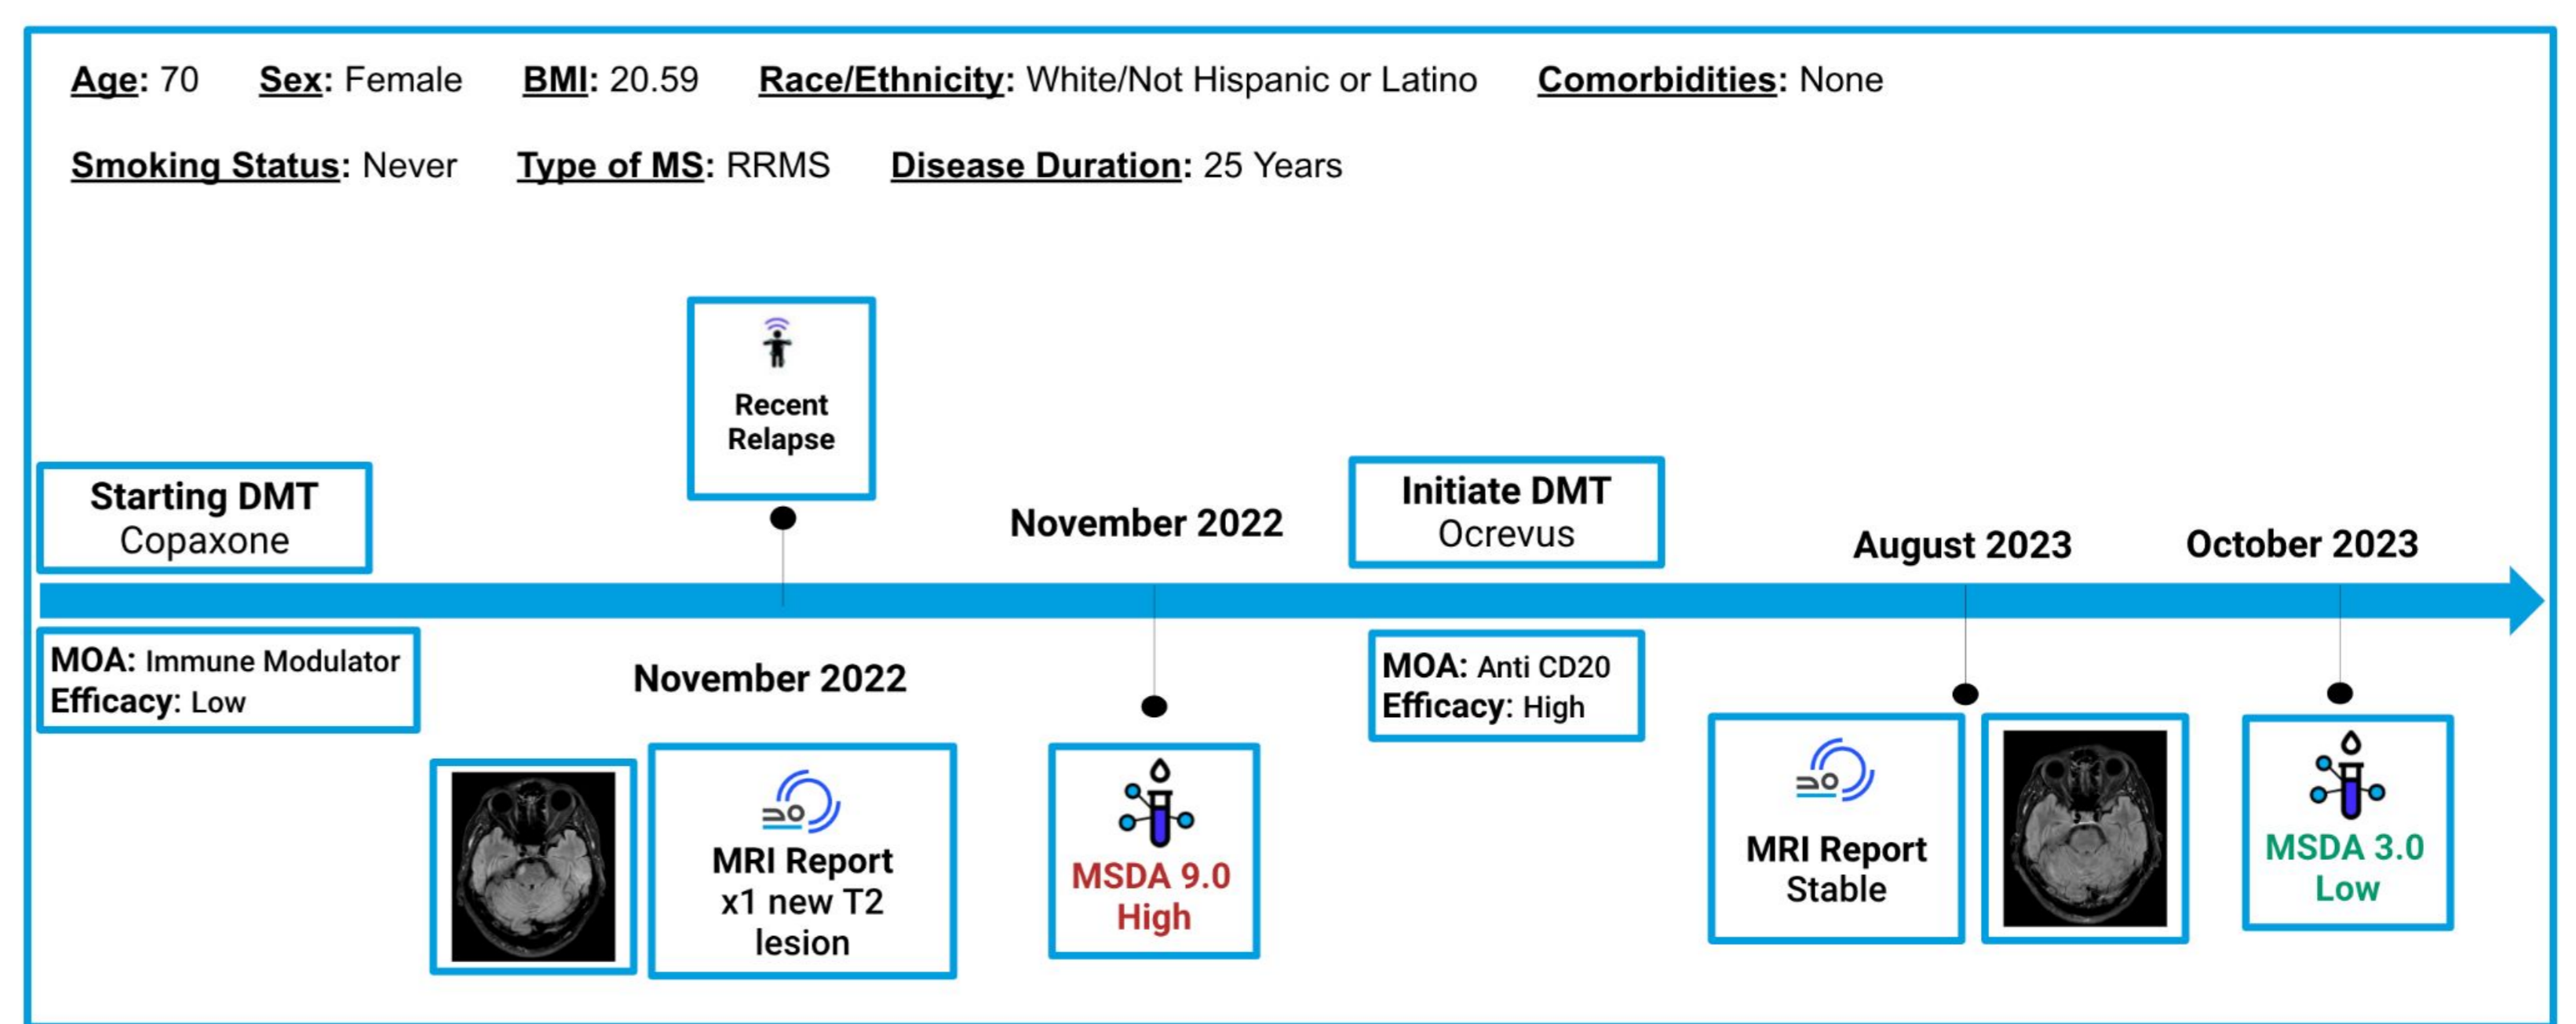 Age: 70 Sex: Female BMI: 20.59 Race/Ethnicity: White/Not Hispanic or Latino Comorbidities: None
Smoking Status: Never Type of MS: RRMS Disease Duration: 25 Years
Recent
Relapse
Starting DMT
Copaxone
November 2022
Initiate DMT
Ocrevus
August 2023
October 2023
MOA: Immune Modulator
Efficacy: Low
November 2022
MOA: Anti CD20
Efficacy: High
MRI Report
x1 new T2
lesion
MSDA 9.0
High
MRI Report
Stable
MSDA 3.0
Low